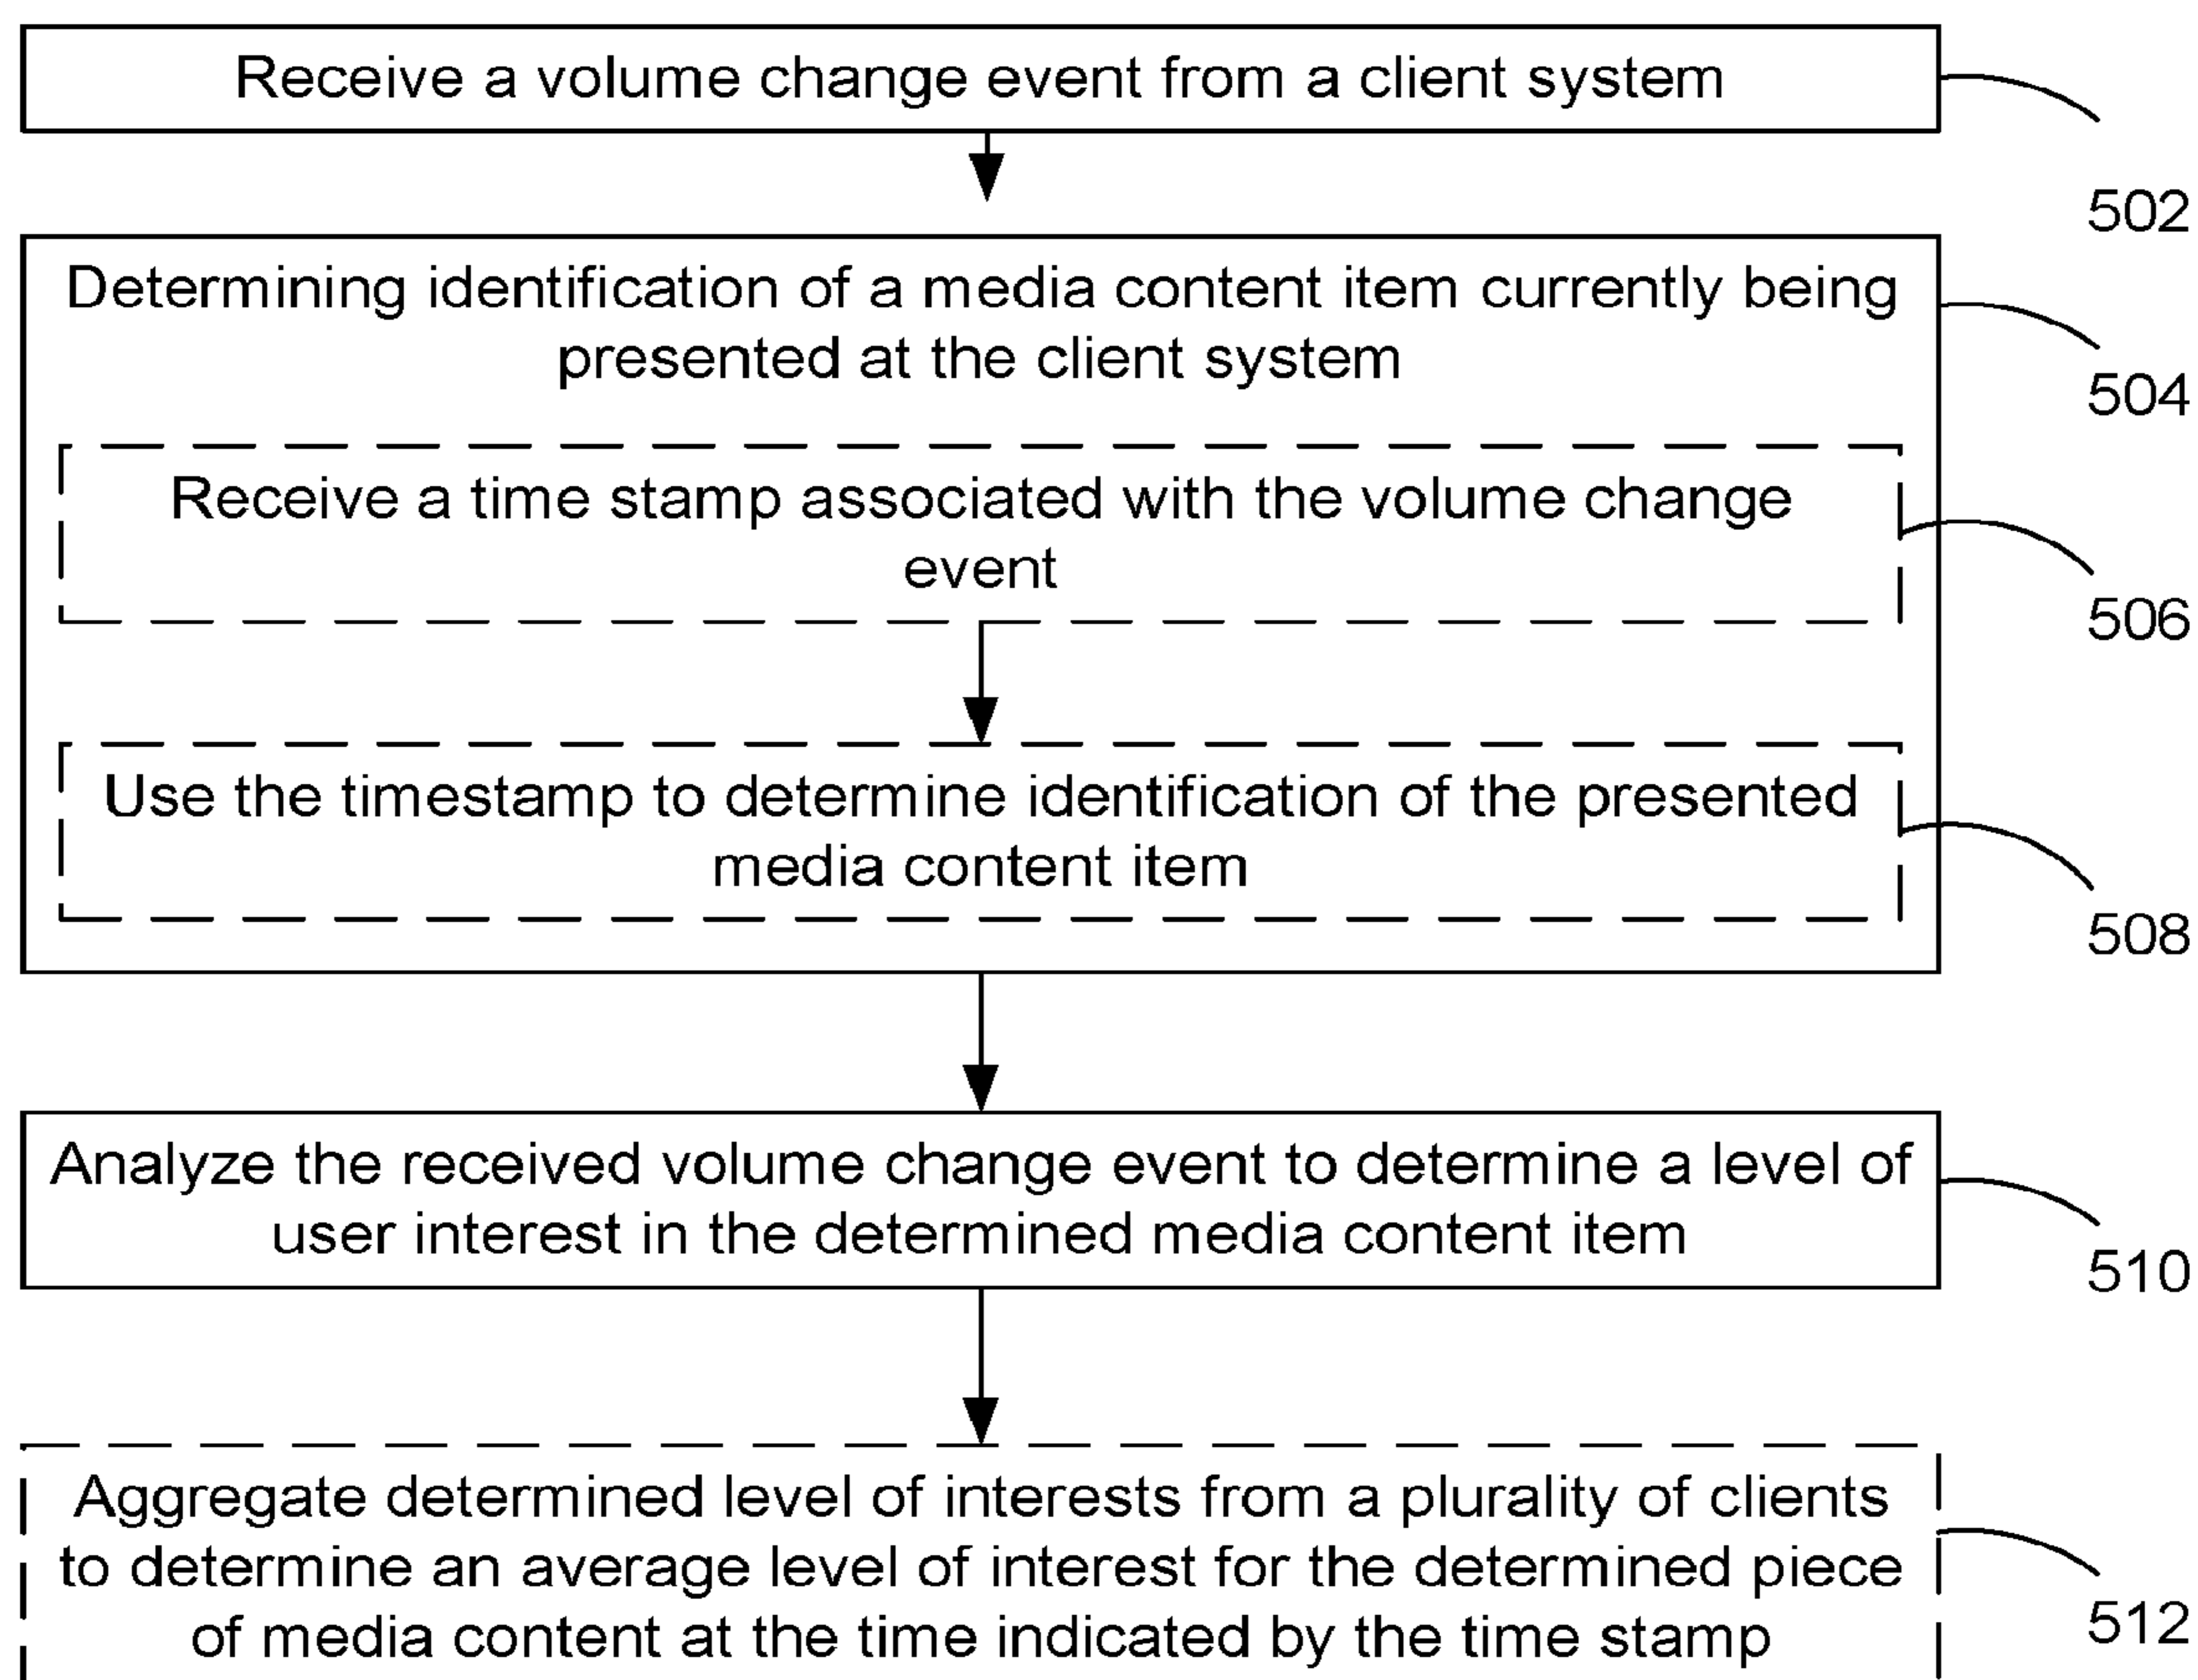 Receive a volume change event from a client system
502
Determining identification of a media content item currently being
presented at the client system
504
Receive a time stamp associated with the volume change
event
506
Use the timestamp to determine identification of the presented
media content item
508
Analyze the received volume change event to determine a level of
user interest in the determined media content item
510
Aggregate determined level of interests from a plurality of clients
to determine an average level of interest for the determined piece
of media content at the time indicated by the time stamp
512